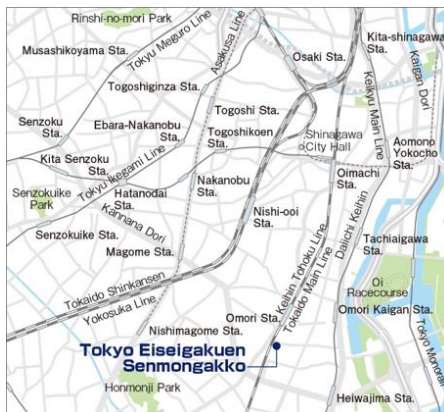 Rinshi-no-mori Park
Musashikoyama Sta.
Tokyu Meguro Line
Asakusa Line
Osaki Sta.
Kita-shinagawa
Sta.
Kaigan Dori
Togoshiginza Sta.
Keikyu Main Line
Senzoku
Sta.
Ebara-Nakanobu
Sta.
Togoshi Sta.
Togoshikoen
Sta.
Shinagawa
City Hall
Aomono
Yokocho
Sta.
Kita Senzoku
Sta.
Tokyu Ikegami Line
Oimachi
Sta.
Senzokuike
Park
Hatanodai
Sta.
Nakanobu
Sta.
Kannana Dori
Nishi-ooi
Sta.
Daiichi Keihin
Senzokuike Sta.
Magome Sta.
Tachiaigawa
Sta.
Keihin Tohoku Line
Tokaido Main Line
Tokaido Shinkansen
Yokosuka Line
Oi
Racecourse
Omori Sta.
Omori Kaigan Sta.
Nishimagome Sta.
Tokyo Monorail
Tokyo Eiseigakuen
Senmongakko
Honmonji Park
Heiwajima Sta.